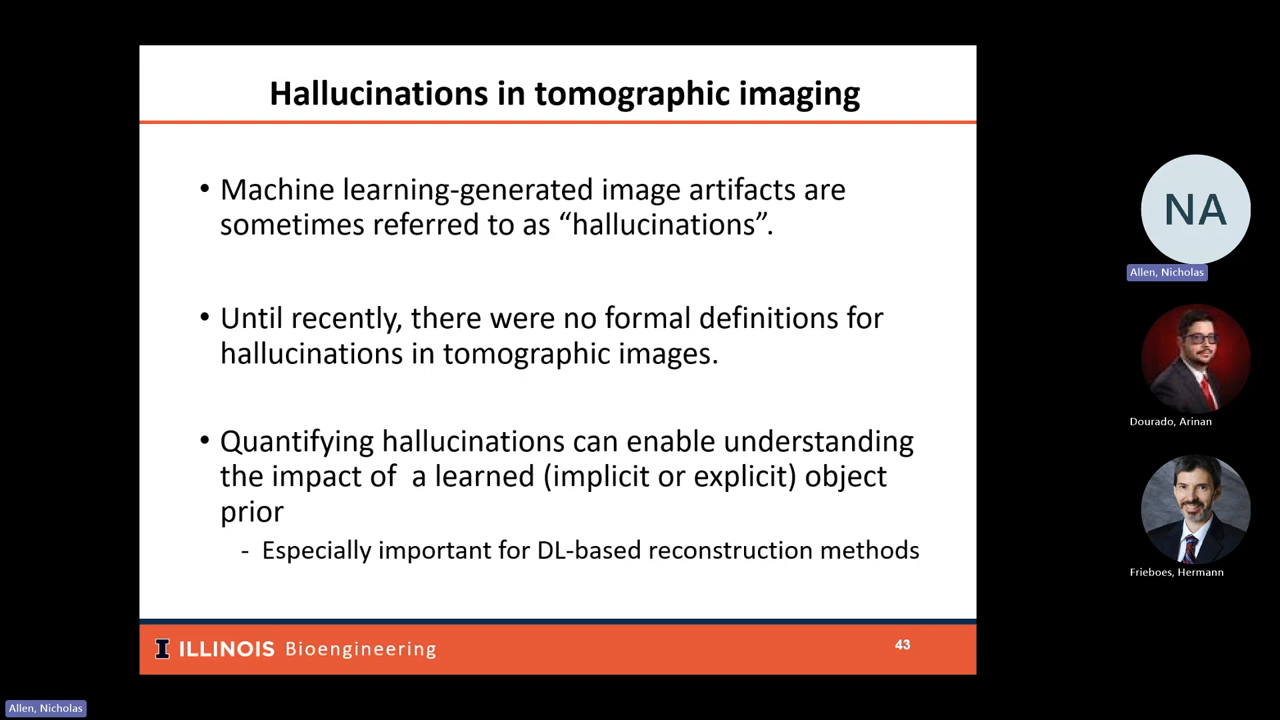 Hallucinations in tomographic imaging
• Machine learning-generated image artifacts are
sometimes referred to as “hallucinations”.
• Until recently, there were no formal definitions for
hallucinations in tomographic images.
• Quantifying hallucinations can enable understanding
the impact of  a learned (implicit or explicit) object
prior
- Especially important for DL-based reconstruction methods
I ILLINOIS Bioengineering
43
NA
Allen, Nicholas
Dourado, Arinan
Frieboes, Hermann
Allen, Nicholas